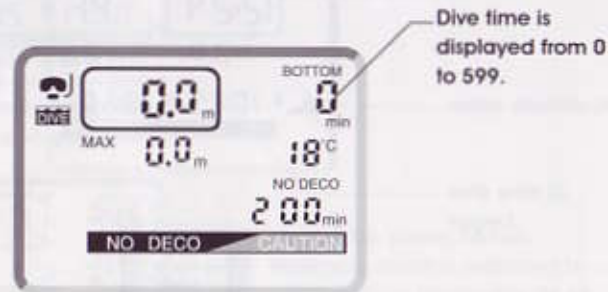 Dive time is
displayed from 0
to 599.
BOTTOM
DIVE
0.0 m
0 min
MAX 0.0 m
18°C
NO DECO
200 min
NO DECO CAUTION